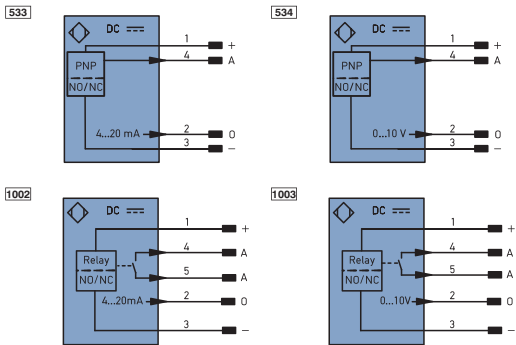 533
DC
PNP
NO/NC
1 +
4 A
4...20 mA
2 O
3 −
534
DC
PNP
NO/NC
1 +
4 A
0...10 V
2 O
3 −
1002
DC
Relay
NO/NC
1 +
4 A
5 A
4...20mA
2 O
3 −
1003
DC
Relay
NO/NC
1 +
4 A
5 A
0...10V
2 O
3 −